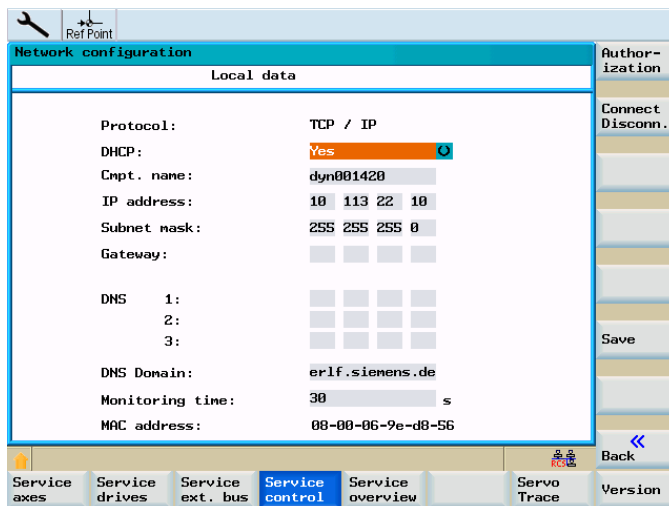 Ref Point
Network configuration
Local data
Protocol: TCP / IP
DHCP: Yes
Cmpt. name: dyn001420
IP address: 10 113 22 10
Subnet mask: 255 255 255 0
Gateway:
DNS 1:
2:
3:
DNS Domain: erlf.siemens.de
Monitoring time: 30 s
MAC address: 08-00-06-9e-d8-56
Author-
ization
Connect
Disconn.
Save
Back
RCS
Service
axes
Service
drives
Service
ext. bus
Service
control
Service
overview
Servo
Trace
Version